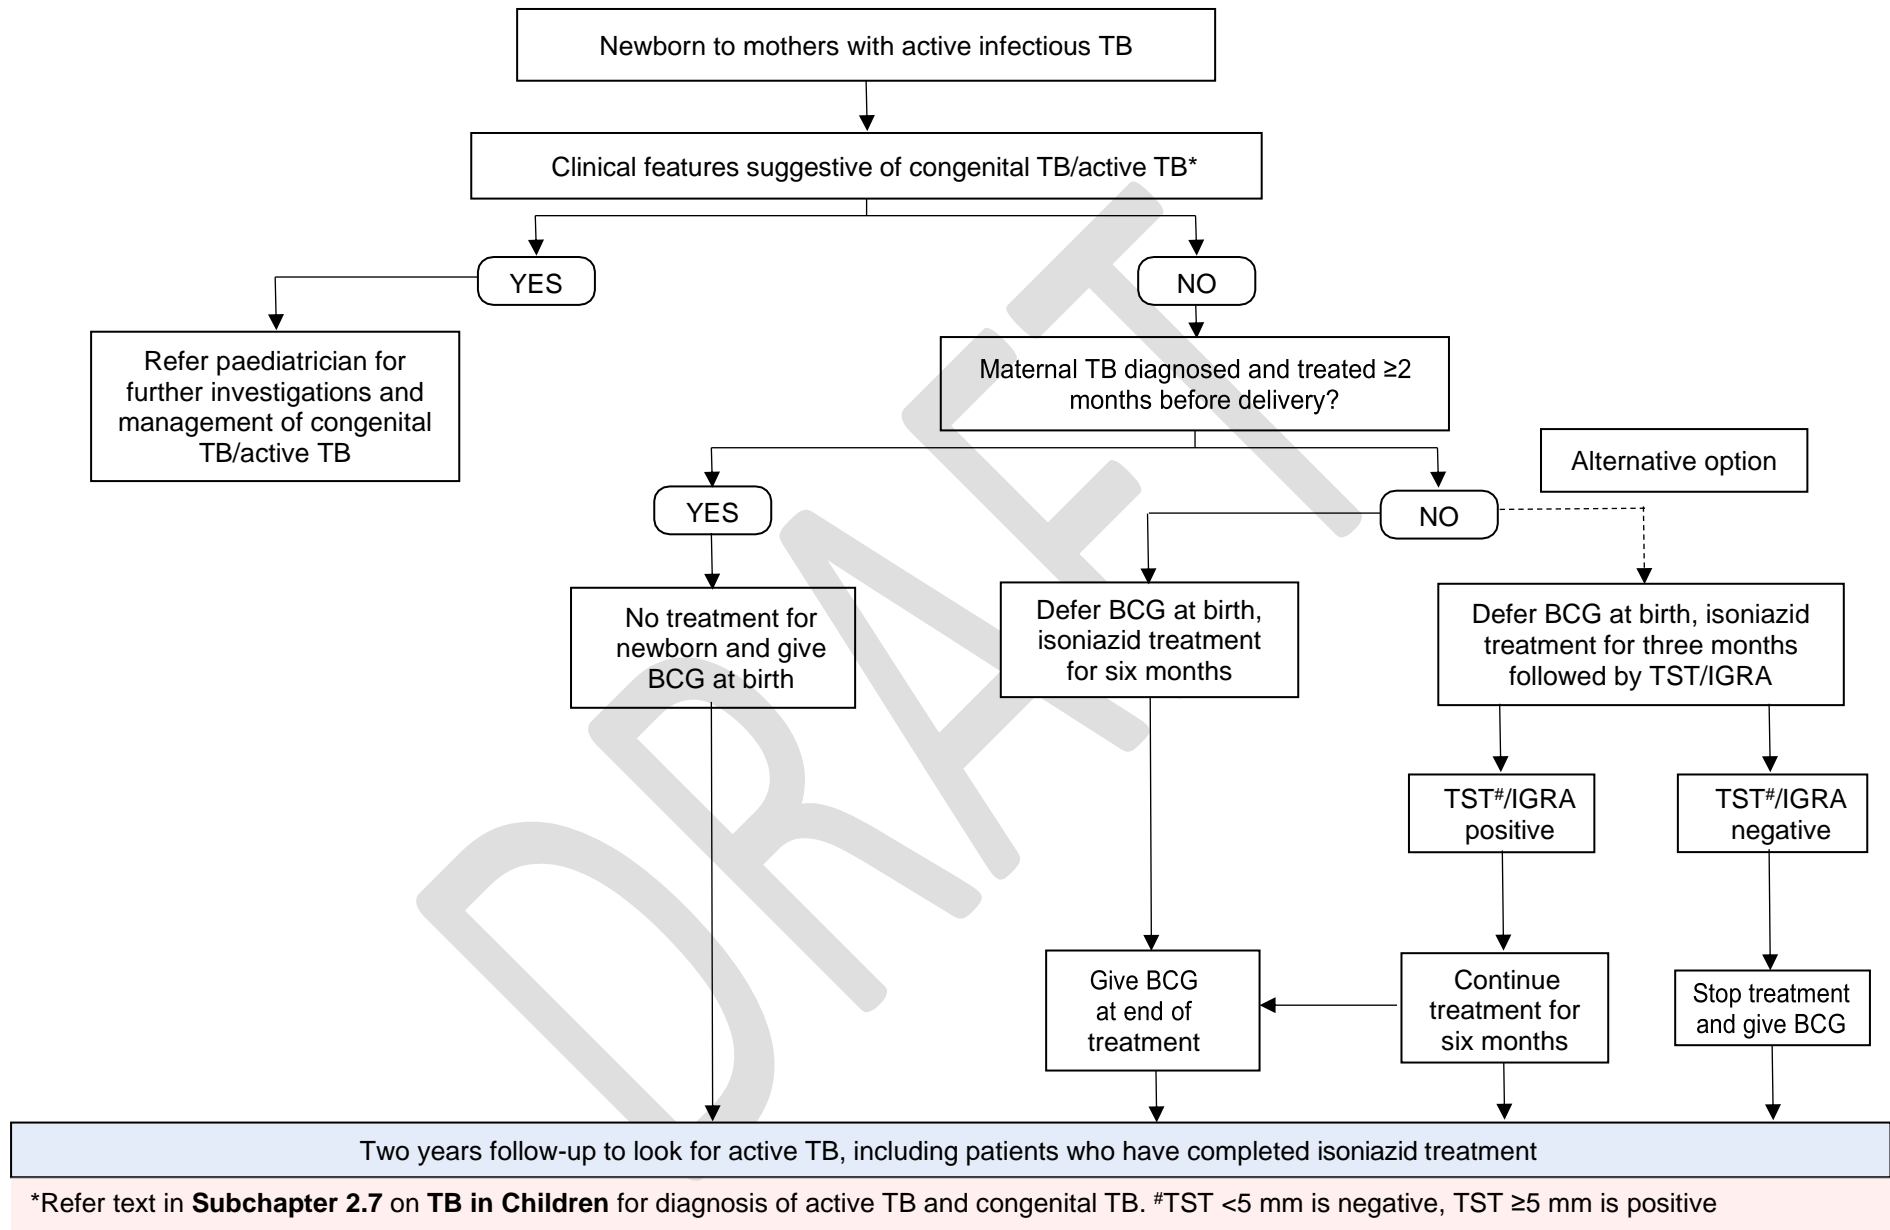 Newborn to mothers with active infectious TB
Clinical features suggestive of congenital TB/active TB*
YES
NO
Refer paediatrician for
further investigations and
management of congenital
TB/active TB
Maternal TB diagnosed and treated ≥2
months before delivery?
Alternative option
YES
NO
No treatment for
newborn and give
BCG at birth
Defer BCG at birth,
isoniazid treatment
for six months
Defer BCG at birth, isoniazid
treatment for three months
followed by TST/IGRA
TST#/IGRA
positive
TST#/IGRA
negative
Give BCG
at end of
treatment
Continue
treatment for
six months
Stop treatment
and give BCG
Two years follow-up to look for active TB, including patients who have completed isoniazid treatment
*Refer text in Subchapter 2.7 on TB in Children for diagnosis of active TB and congenital TB. #TST <5 mm is negative, TST ≥5 mm is positive
DRAFT